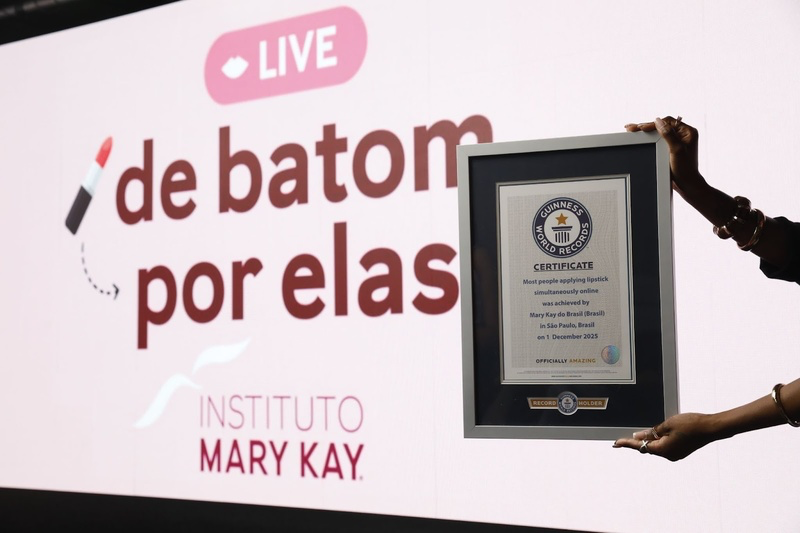 LIVE
de batom
por elas
INSTITUTO
MARY KAY
GUINNESS
WORLD RECORDS
CERTIFICATE
Most people applying lipstick
simultaneously online
was achieved by
Mary Kay do Brasil (Brasil)
in São Paulo, Brasil
on 1 December 2025
OFFICIALLY AMAZING
RECORD HOLDER